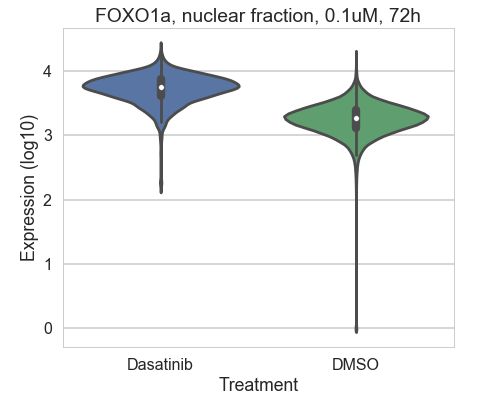 FOXO1a, nuclear fraction, 0.1uM, 72h
Expression (log10)
4
3
2
1
0
Dasatinib
DMSO
Treatment